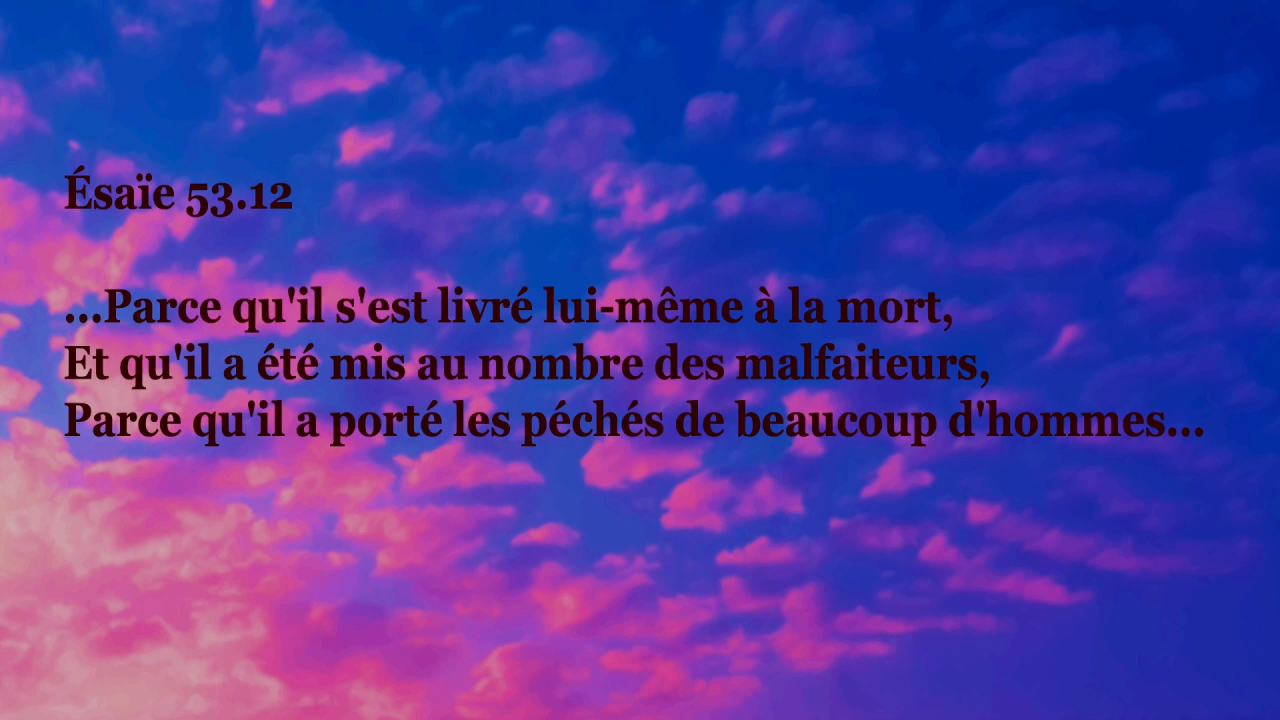 Ésaïe 53.12
...Parce qu'il s'est livré lui-même à la mort,
Et qu'il a été mis au nombre des malfaiteurs,
Parce qu'il a porté les péchés de beaucoup d'hommes...